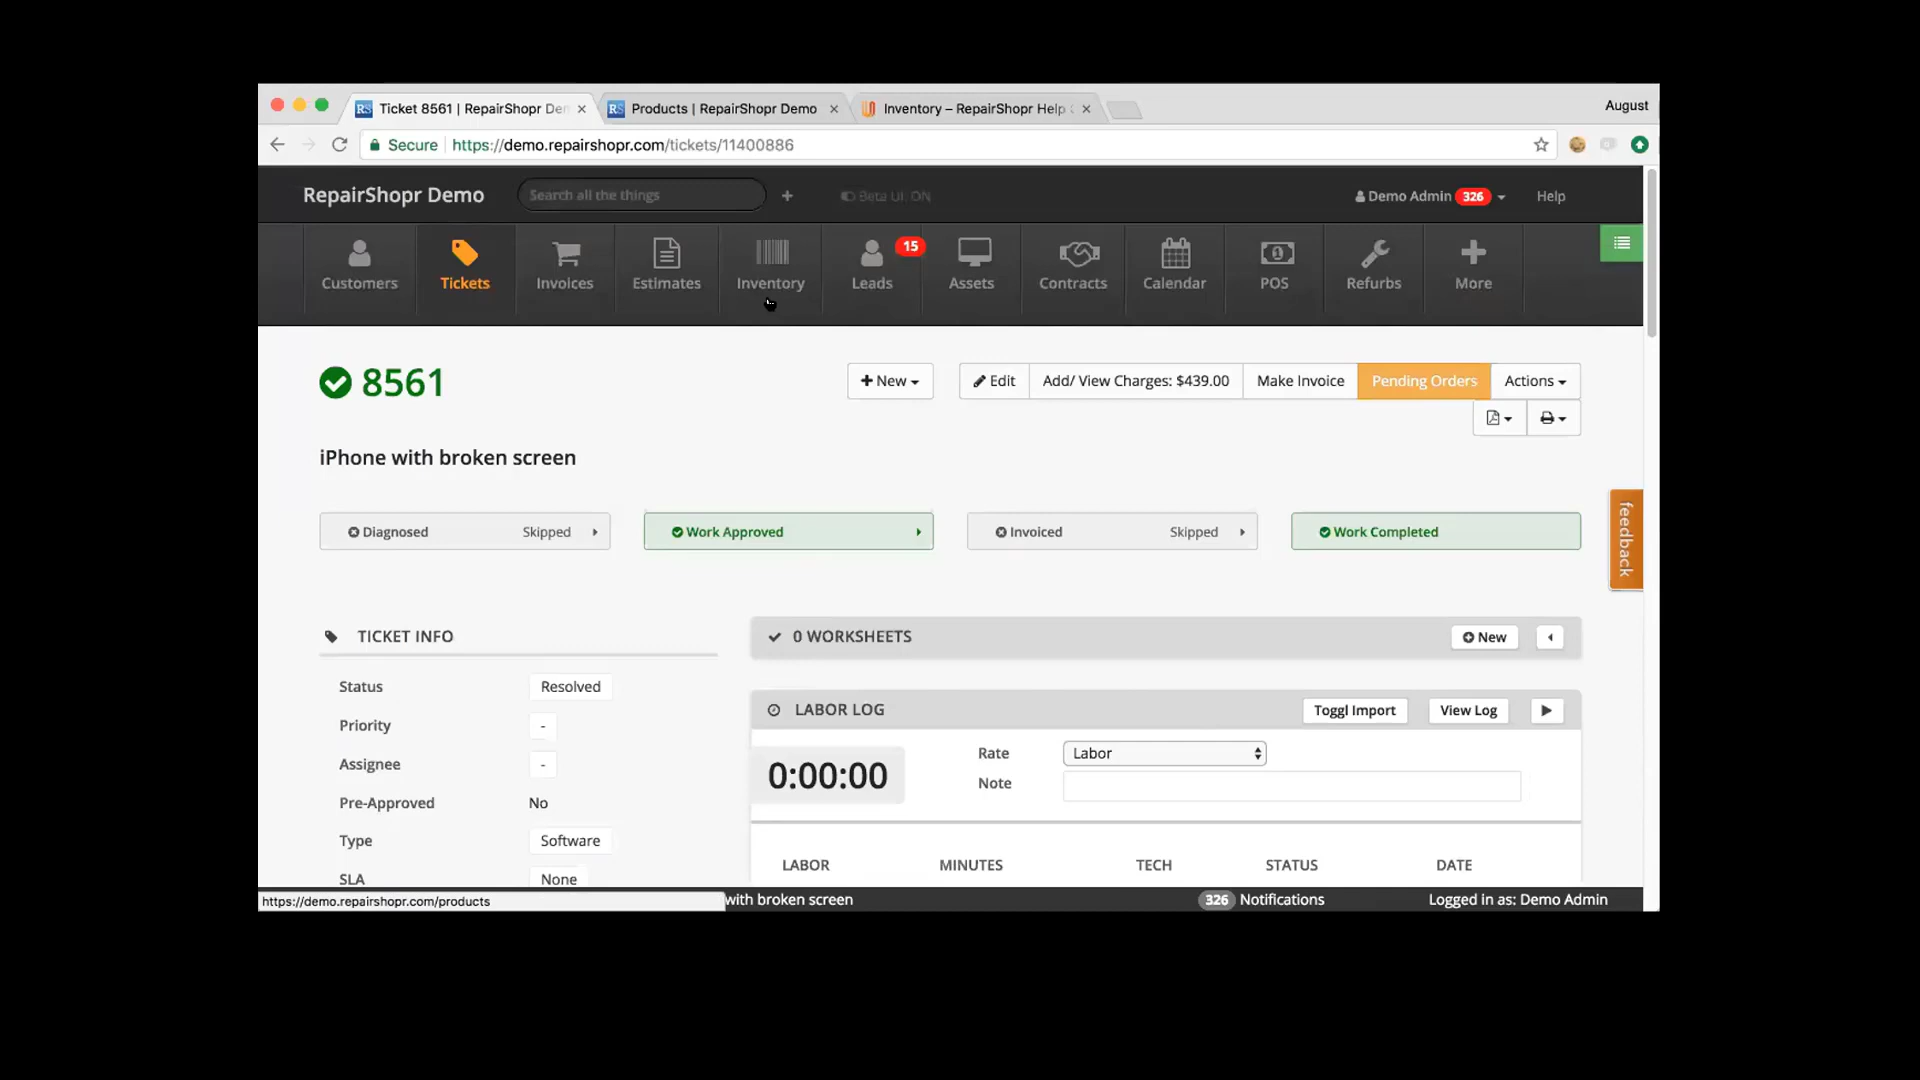 Ticket 8561 | RepairShopr De
Products | RepairShopr Demo
Inventory – RepairShopr Help
August
Secure
https://demo.repairshopr.com/tickets/11400886
RepairShopr Demo
Search all the things
Beta UI: ON
Demo Admin 326
Help
Customers
Tickets
Invoices
Estimates
Inventory
Leads
15
Assets
Contracts
Calendar
POS
Refurbs
More
8561
New
Edit
Add/ View Charges: $439.00
Make Invoice
Pending Orders
Actions
iPhone with broken screen
Diagnosed Skipped
Work Approved
Invoiced Skipped
Work Completed
feedback
TICKET INFO
Status Resolved
Priority -
Assignee -
Pre-Approved No
Type Software
SLA None
0 WORKSHEETS
New
LABOR LOG
Toggl Import
View Log
0:00:00
Rate Labor
Note
LABOR MINUTES TECH STATUS DATE
https://demo.repairshopr.com/products
with broken screen
326 Notifications
Logged in as: Demo Admin